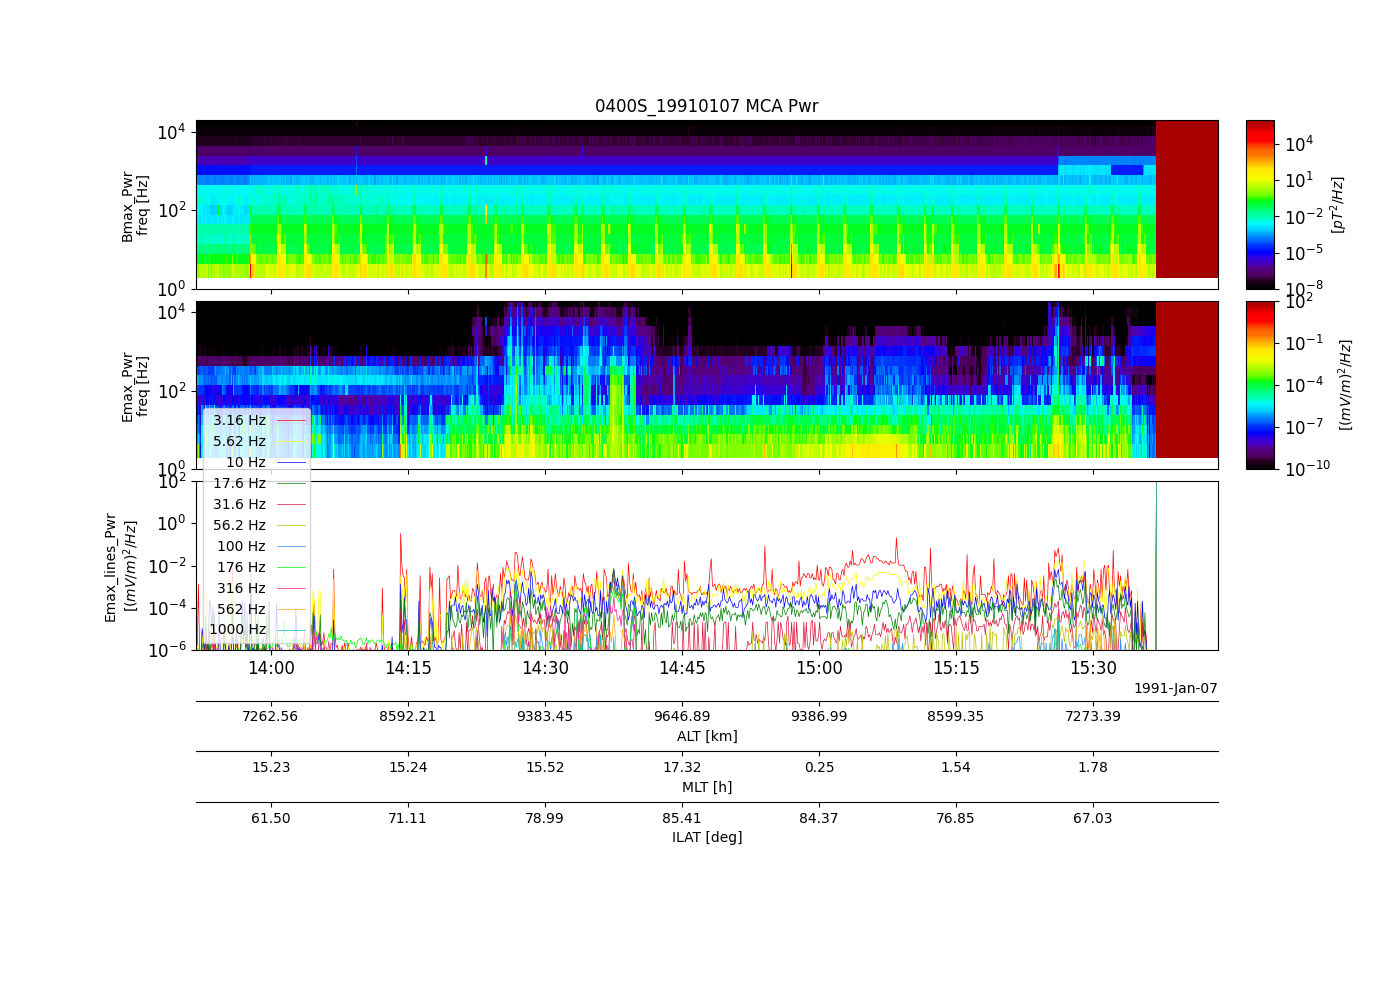 0400S_19910107 MCA Pwr
Bmax_Pwr
freq [Hz]
10^4
10^2
10^0
10^4
10^1
10^-2
10^-5
10^-8
[pT^2/Hz]
Emax_Pwr
freq [Hz]
10^4
10^2
10^0
10^2
10^-1
10^-4
10^-7
10^-10
[(mV/m)^2/Hz]
3.16 Hz
5.62 Hz
10 Hz
17.6 Hz
31.6 Hz
56.2 Hz
100 Hz
176 Hz
316 Hz
562 Hz
1000 Hz
Emax_lines_Pwr
[(mV/m)^2/Hz]
10^2
10^0
10^-2
10^-4
10^-6
14:00 14:15 14:30 14:45 15:00 15:15 15:30
1991-Jan-07
7262.56 8592.21 9383.45 9646.89 9386.99 8599.35 7273.39
ALT [km]
15.23 15.24 15.52 17.32 0.25 1.54 1.78
MLT [h]
61.50 71.11 78.99 85.41 84.37 76.85 67.03
ILAT [deg]